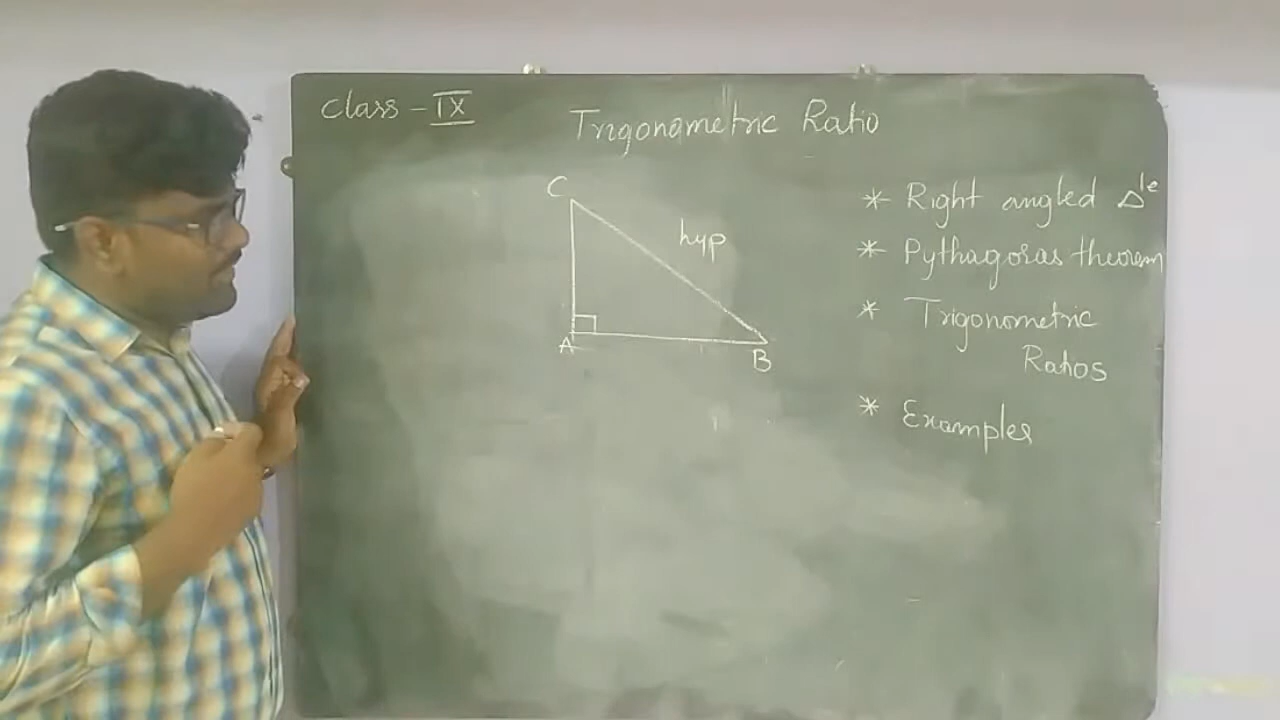 Class - IX
Trigonometric Ratio
C
hyp
A
B
* Right angled Δle
* Pythagoras theorem
* Trigonometric
Ratios
* Examples